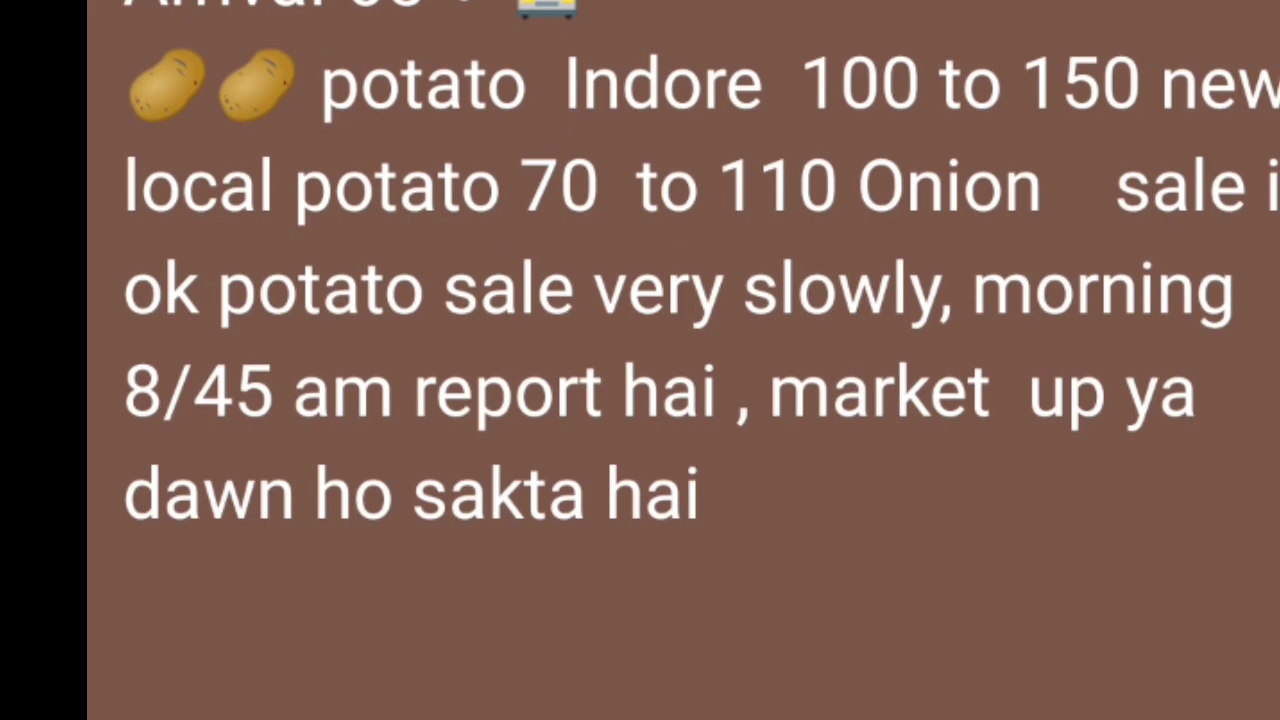 🥔🥔 potato Indore 100 to 150 new
local potato 70 to 110 Onion sale
ok potato sale very slowly, morning
8/45 am report hai , market up ya
dawn ho sakta hai